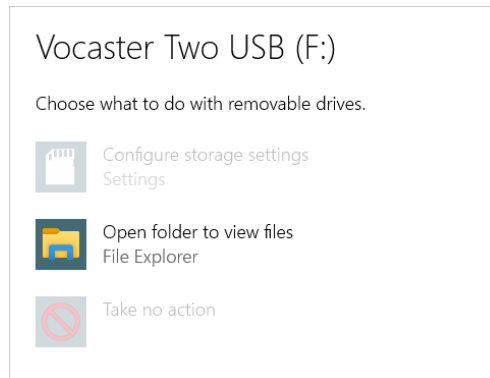 Vocaster Two USB (F:)
Choose what to do with removable drives.
Configure storage settings
Settings
Open folder to view files
File Explorer
Take no action